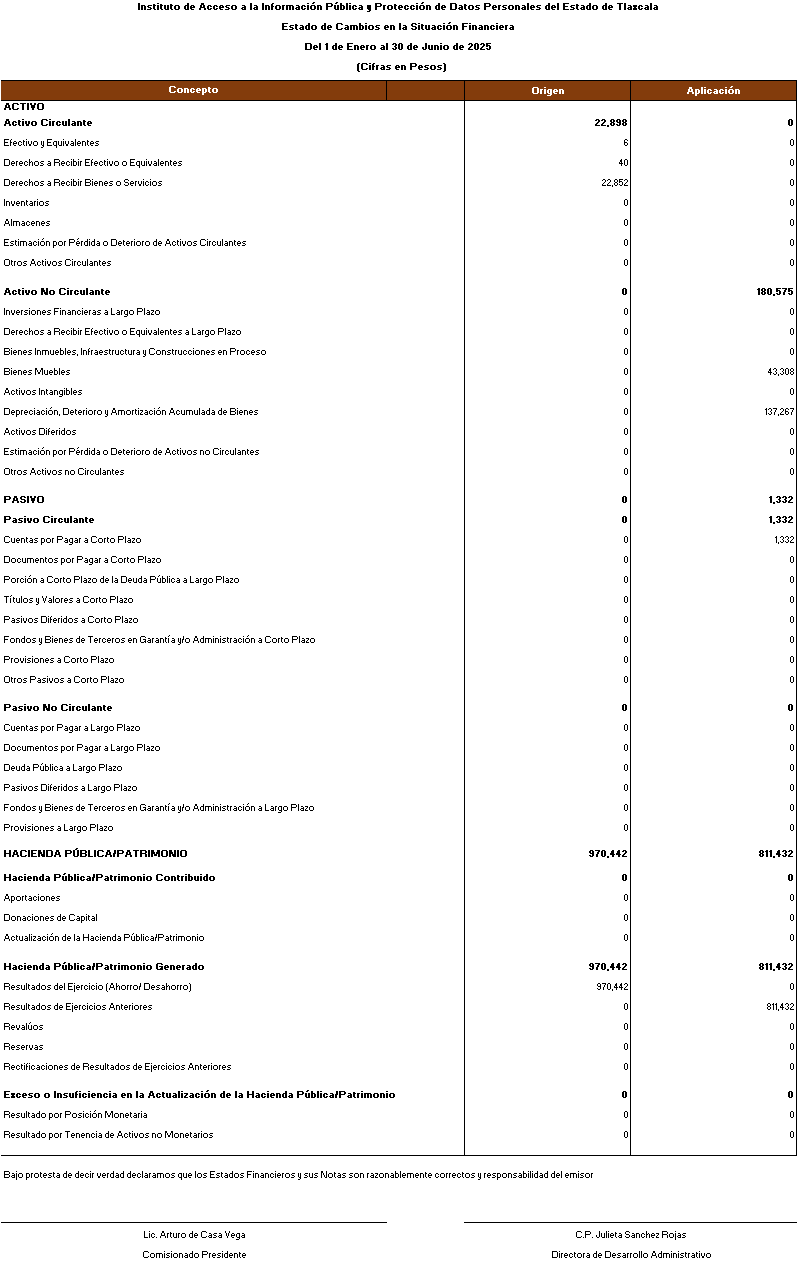 Instituto de Acceso a la Información Pública y Protección de Datos Personales del Estado de Tlaxcala
Estado de Cambios en la Situación Financiera
Del 1 de Enero al 30 de Junio de 2025
(Cifras en Pesos)
Concepto Origen Aplicación
ACTIVO
Activo Circulante 22,898 0
Efectivo y Equivalentes 6 0
Derechos a Recibir Efectivo o Equivalentes 40 0
Derechos a Recibir Bienes o Servicios 22,852 0
Inventarios 0 0
Almacenes 0 0
Estimación por Pérdida o Deterioro de Activos Circulantes 0 0
Otros Activos Circulantes 0 0
Activo No Circulante 0 180,575
Inversiones Financieras a Largo Plazo 0 0
Derechos a Recibir Efectivo o Equivalentes a Largo Plazo 0 0
Bienes Inmuebles, Infraestructura y Construcciones en Proceso 0 0
Bienes Muebles 0 43,308
Activos Intangibles 0 0
Depreciación, Deterioro y Amortización Acumulada de Bienes 0 137,267
Activos Diferidos 0 0
Estimación por Pérdida o Deterioro de Activos no Circulantes 0 0
Otros Activos no Circulantes 0 0
PASIVO 0 1,332
Pasivo Circulante 0 1,332
Cuentas por Pagar a Corto Plazo 0 1,332
Documentos por Pagar a Corto Plazo 0 0
Porción a Corto Plazo de la Deuda Pública a Largo Plazo 0 0
Títulos y Valores a Corto Plazo 0 0
Pasivos Diferidos a Corto Plazo 0 0
Fondos y Bienes de Terceros en Garantía y/o Administración a Corto Plazo 0 0
Provisiones a Corto Plazo 0 0
Otros Pasivos a Corto Plazo 0 0
Pasivo No Circulante 0 0
Cuentas por Pagar a Largo Plazo 0 0
Documentos por Pagar a Largo Plazo 0 0
Deuda Pública a Largo Plazo 0 0
Pasivos Diferidos a Largo Plazo 0 0
Fondos y Bienes de Terceros en Garantía y/o Administración a Largo Plazo 0 0
Provisiones a Largo Plazo 0 0
HACIENDA PÚBLICA/PATRIMONIO 970,442 811,432
Hacienda Pública/Patrimonio Contribuido 0 0
Aportaciones 0 0
Donaciones de Capital 0 0
Actualización de la Hacienda Pública/Patrimonio 0 0
Hacienda Pública/Patrimonio Generado 970,442 811,432
Resultados del Ejercicio (Ahorro/ Desahorro) 970,442 0
Resultados de Ejercicios Anteriores 0 811,432
Revalúos 0 0
Reservas 0 0
Rectificaciones de Resultados de Ejercicios Anteriores 0 0
Exceso o Insuficiencia en la Actualización de la Hacienda Pública/Patrimonio 0 0
Resultado por Posición Monetaria 0 0
Resultado por Tenencia de Activos no Monetarios 0 0
Bajo protesta de decir verdad declaramos que los Estados Financieros y sus Notas son razonablemente correctos y responsabilidad del emisor
Lic. Arturo de Casa Vega C.P. Julieta Sanchez Rojas
Comisionado Presidente Directora de Desarrollo Administrativo